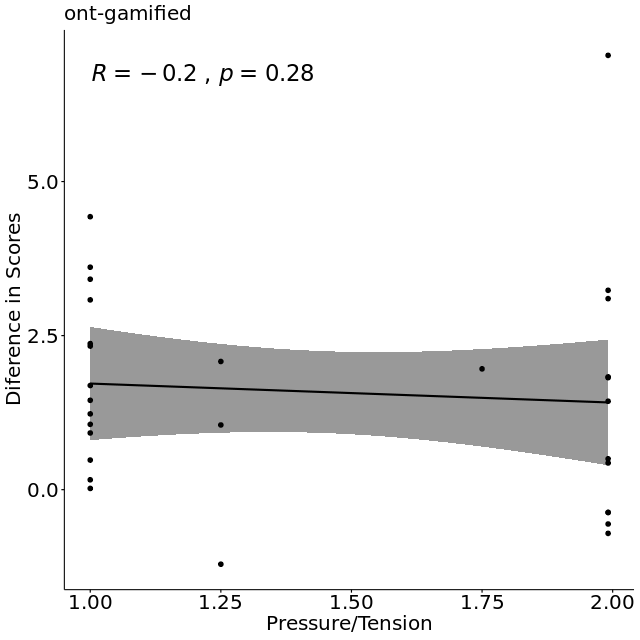 ont-gamified
R = −0.2 , p = 0.28
5.0
2.5
0.0
Diference in Scores
1.00 1.25 1.50 1.75 2.00
Pressure/Tension